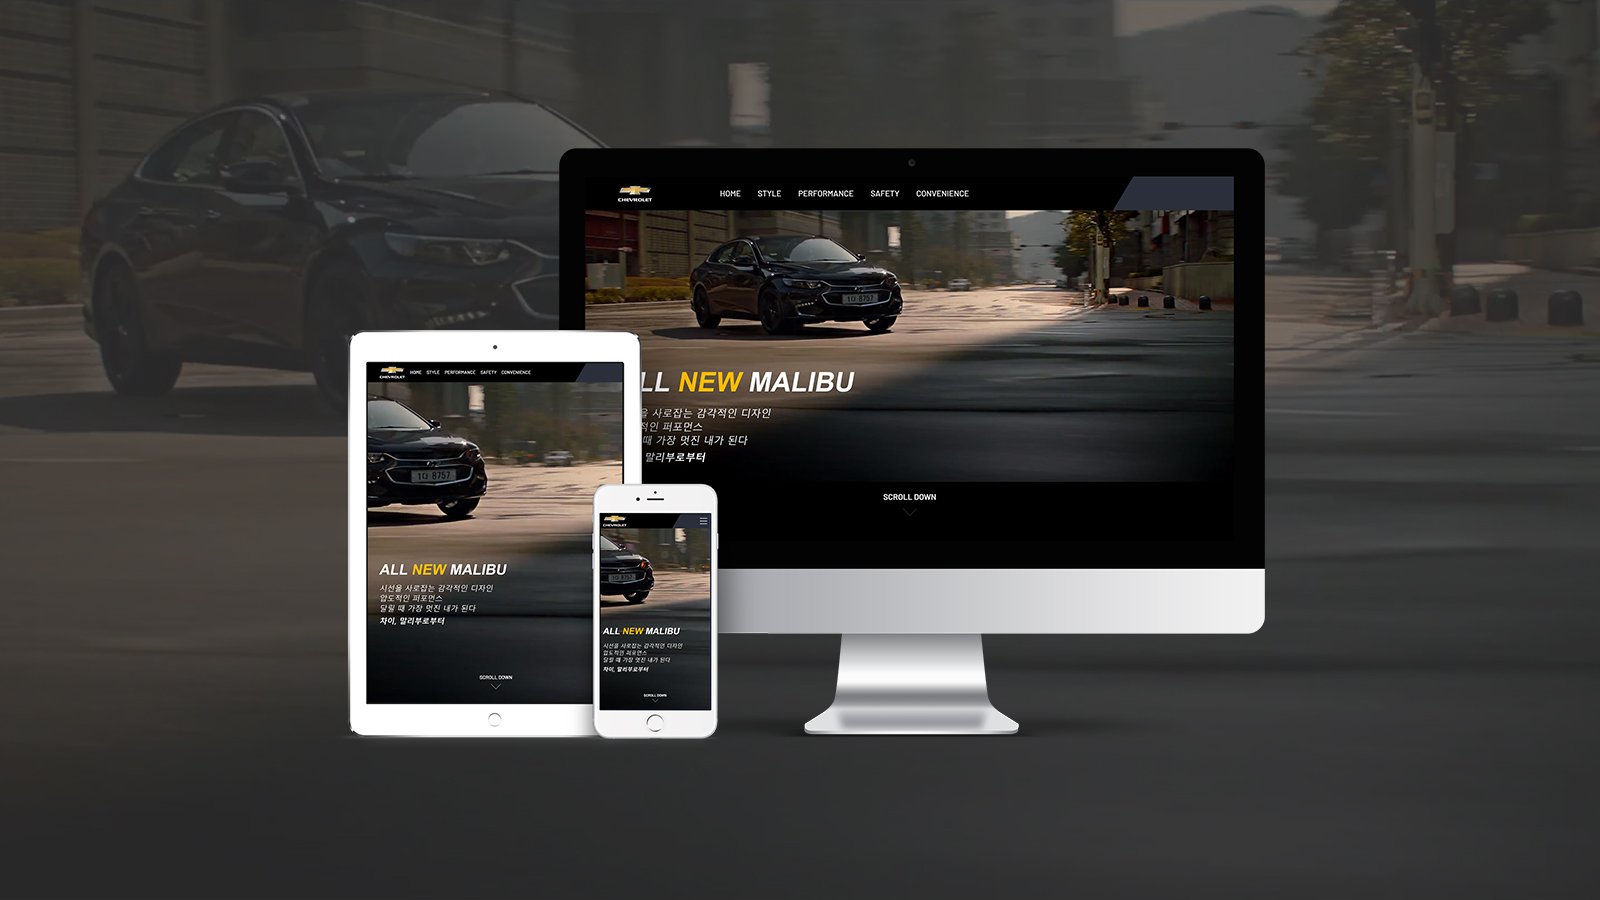 CHEVROLET
HOME STYLE PERFORMANCE SAFETY CONVENIENCE
1다 8757
LL NEW MALIBU
사로잡는 감각적인 디자인
적인 퍼포먼스
때 가장 멋진 내가 된다
말리부로부터
SCROLL DOWN
CHEVROLET
HOME STYLE PERFORMANCE SAFETY CONVENIENCE
1다 8757
ALL NEW MALIBU
시선을 사로잡는 감각적인 디자인
압도적인 퍼포먼스
달릴 때 가장 멋진 내가 된다
차이, 말리부로부터
SCROLL DOWN
CHEVROLET
1다 8757
ALL NEW MALIBU
시선을 사로잡는 감각적인 디자인
압도적인 퍼포먼스
달릴 때 가장 멋진 내가 된다
차이, 말리부로부터
SCROLL DOWN